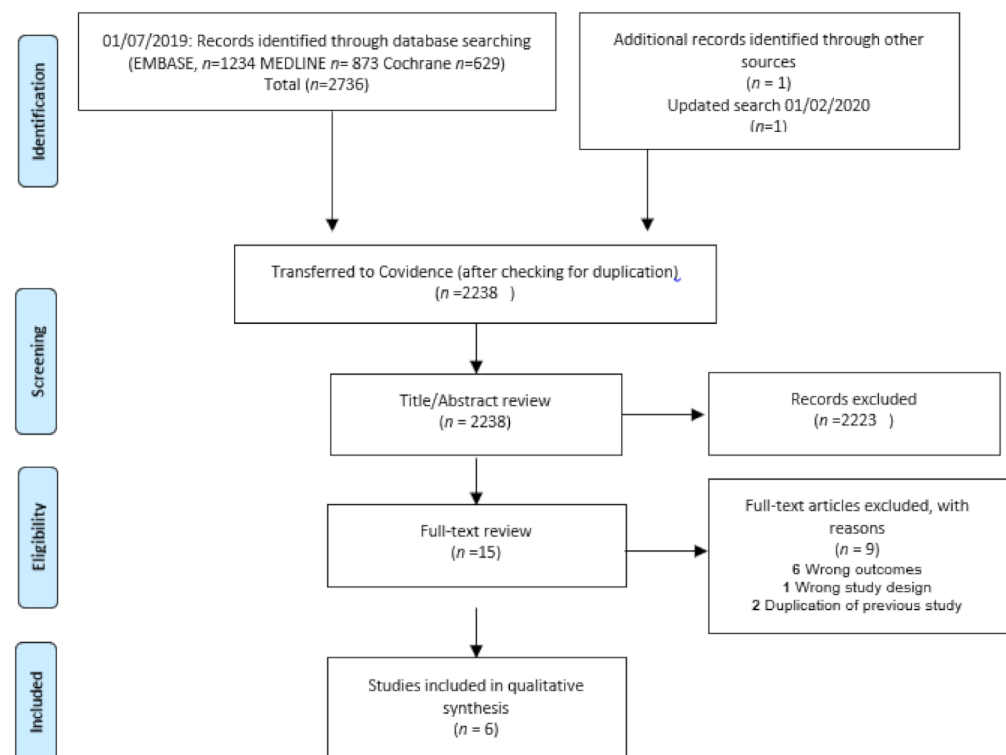 Identification
01/07/2019: Records identified through database searching
(EMBASE, n=1234 MEDLINE n= 873 Cochrane n=629)
Total (n=2736)
Additional records identified through other
sources
(n = 1)
Updated search 01/02/2020
(n=1)
Screening
Transferred to Covidence (after checking for duplication)
(n =2238 )
Title/Abstract review
(n = 2238)
Records excluded
(n =2223 )
Eligibility
Full-text review
(n =15)
Full-text articles excluded, with
reasons
(n = 9)
6 Wrong outcomes
1 Wrong study design
2 Duplication of previous study
Included
Studies included in qualitative
synthesis
(n = 6)